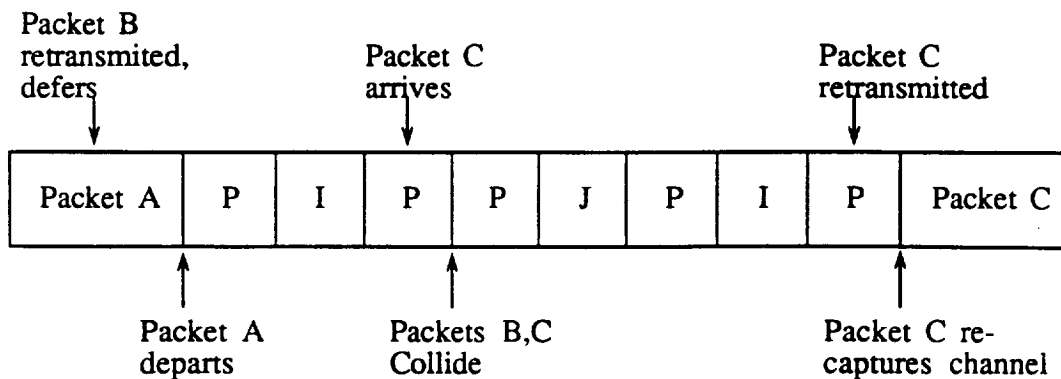 Packet B
retransmited,
defers
Packet C
arrives
Packet C
retransmitted
Packet A
P
I
P
P
J
P
I
P
Packet C
Packet A
departs
Packets B,C
Collide
Packet C re-
captures channel